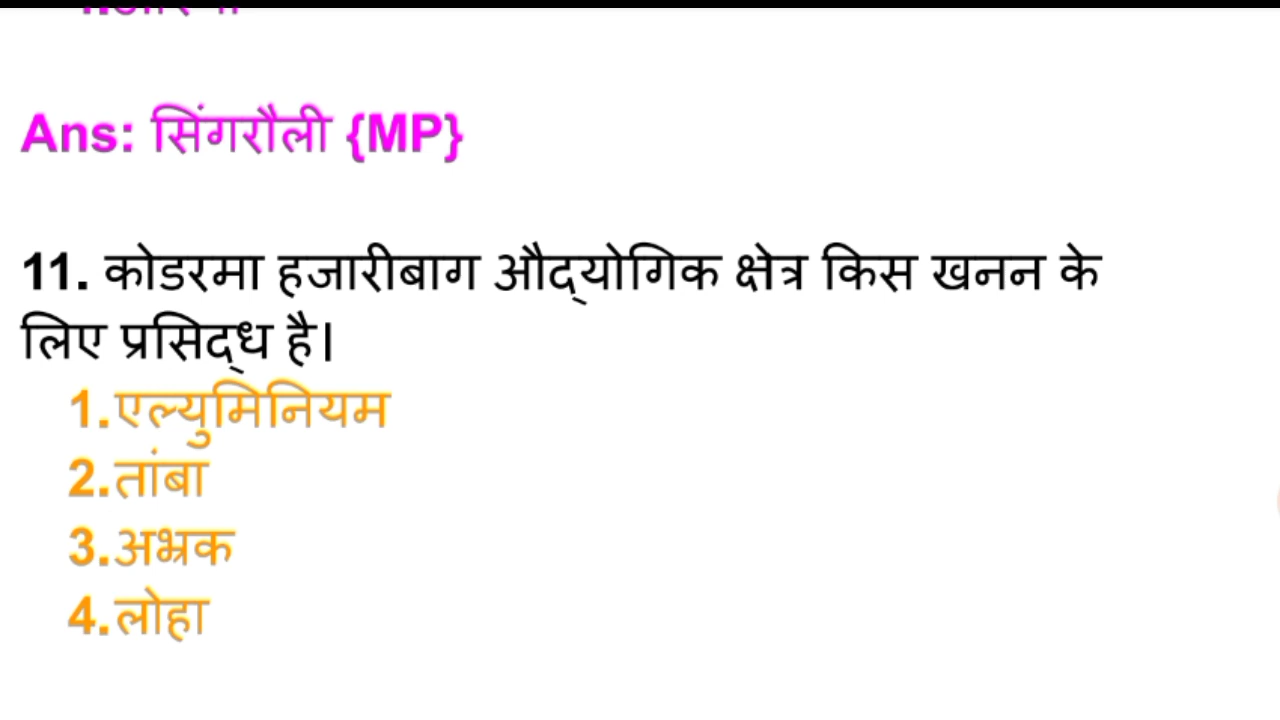 Ans: सिंगरौली {MP}
11. कोडरमा हजारीबाग औद्योगिक क्षेत्र किस खनन के
लिए प्रसिद्ध है।
1.एल्युमिनियम
2.तांबा
3.अभ्रक
4.लोहा